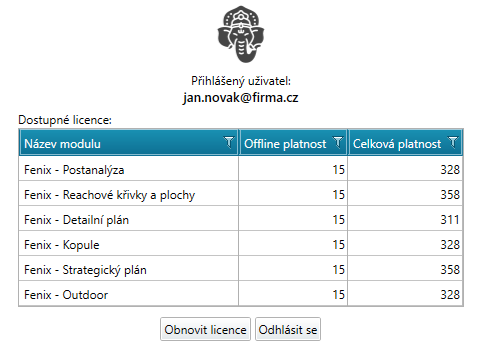 Přihlášený uživatel:
jan.novak@firma.cz
Dostupné licence:
Název modulu Offline platnost Celková platnost
Fenix - Postanalýza 15 328
Fenix - Reachové křivky a plochy 15 358
Fenix - Detailní plán 15 311
Fenix - Kopule 15 328
Fenix - Strategický plán 15 358
Fenix - Outdoor 15 328
Obnovit licence Odhlásit se